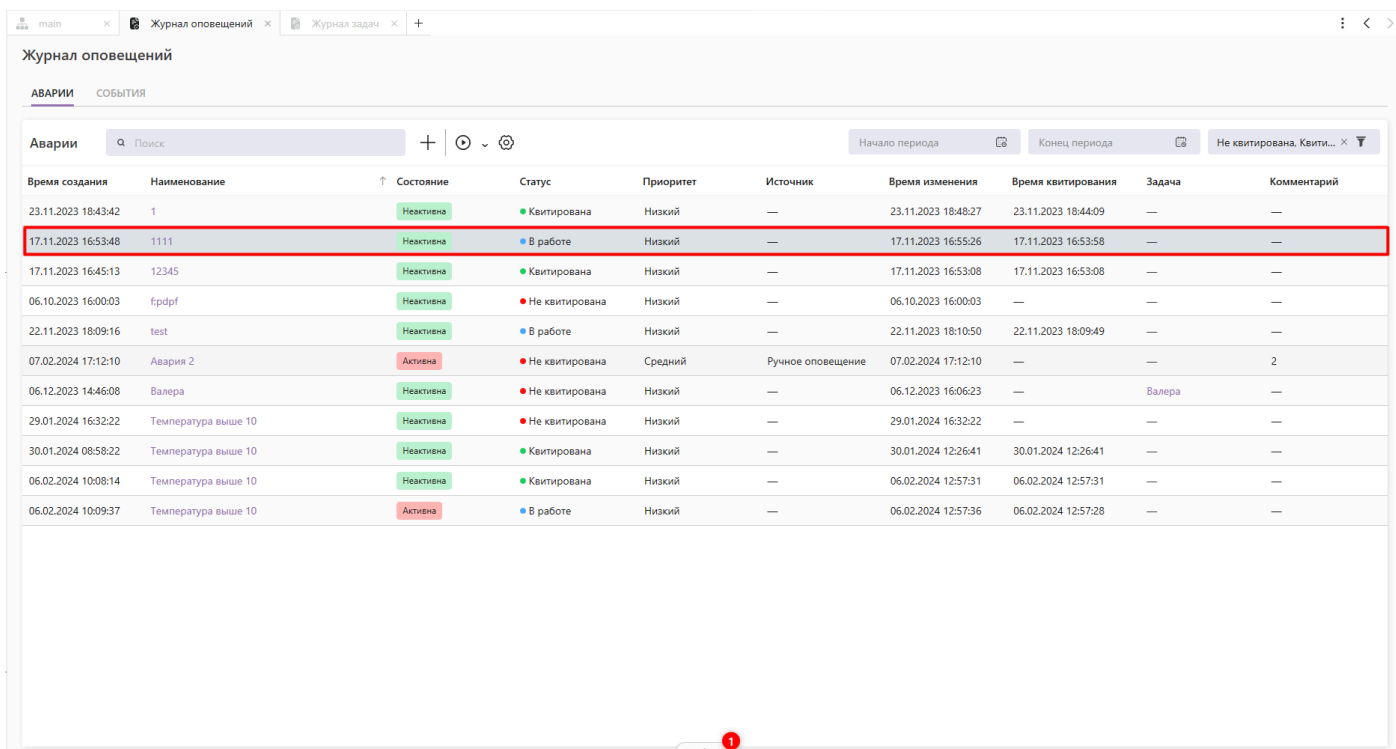 main × Журнал оповещений × Журнал задач × +
Журнал оповещений
АВАРИИ СОБЫТИЯ
Аварии Поиск Начало периода Конец периода Не квитирована, Квити... ×
Время создания Наименование ↑ Состояние Статус Приоритет Источник Время изменения Время квитирования Задача Комментарий
23.11.2023 18:43:42 1 Неактивна Квитирована Низкий — 23.11.2023 18:48:27 23.11.2023 18:44:09 — —
17.11.2023 16:53:48 1111 Неактивна В работе Низкий — 17.11.2023 16:55:26 17.11.2023 16:53:58 — —
17.11.2023 16:45:13 12345 Неактивна Квитирована Низкий — 17.11.2023 16:53:08 17.11.2023 16:53:08 — —
06.10.2023 16:00:03 f;pdpf Неактивна Не квитирована Низкий — 06.10.2023 16:00:03 — — —
22.11.2023 18:09:16 test Неактивна В работе Низкий — 22.11.2023 18:10:50 22.11.2023 18:09:49 — —
07.02.2024 17:12:10 Авария 2 Активна Не квитирована Средний Ручное оповещение 07.02.2024 17:12:10 — — 2
06.12.2023 14:46:08 Валера Неактивна Не квитирована Низкий — 06.12.2023 16:06:23 — Валера —
29.01.2024 16:32:22 Температура выше 10 Неактивна Не квитирована Низкий — 29.01.2024 16:32:22 — — —
30.01.2024 08:58:22 Температура выше 10 Неактивна Квитирована Низкий — 30.01.2024 12:26:41 30.01.2024 12:26:41 — —
06.02.2024 10:08:14 Температура выше 10 Неактивна Квитирована Низкий — 06.02.2024 12:57:31 06.02.2024 12:57:31 — —
06.02.2024 10:09:37 Температура выше 10 Активна В работе Низкий — 06.02.2024 12:57:36 06.02.2024 12:57:28 — —
1